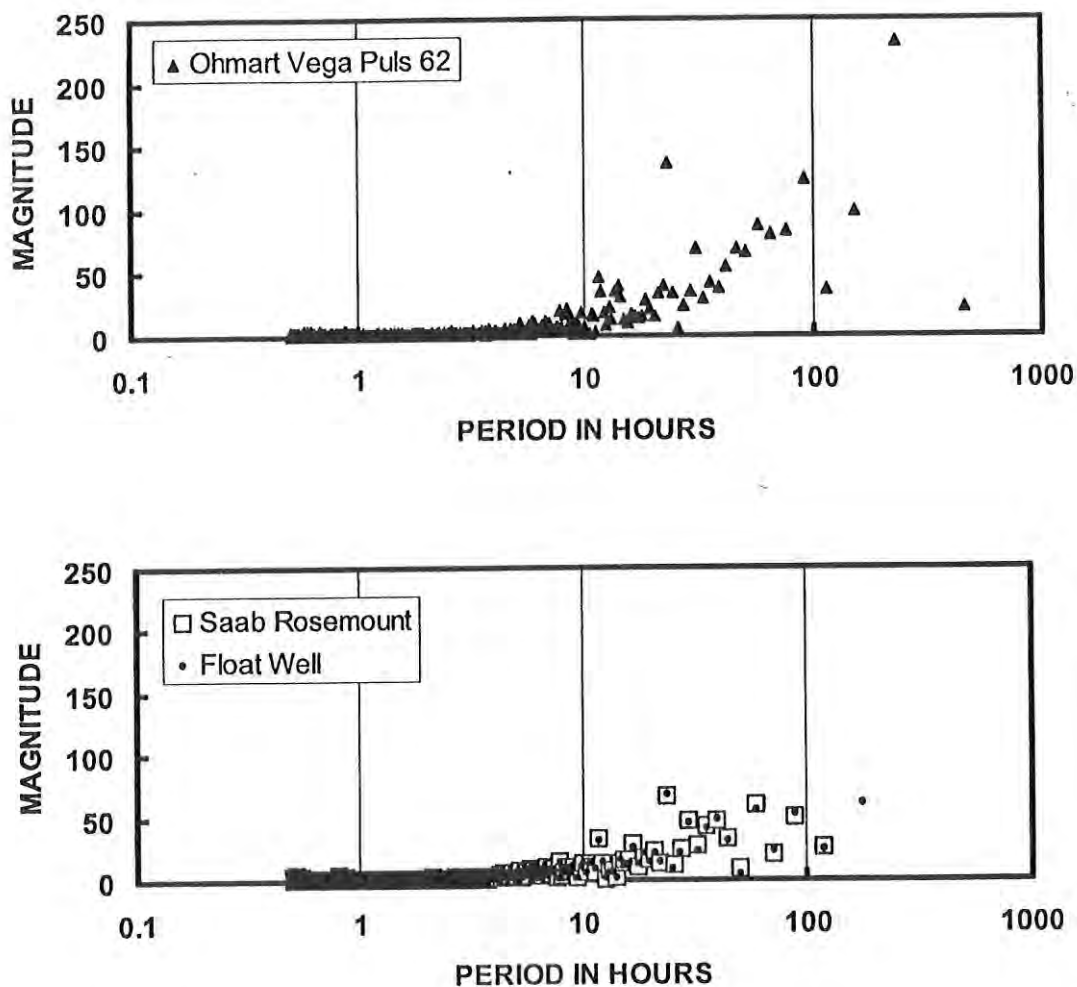 250
200
150
100
50
0
MAGNITUDE
Ohmart Vega Puls 62
0.1 1 10 100 1000
PERIOD IN HOURS
250
200
150
100
50
0
MAGNITUDE
Saab Rosemount
Float Well
0.1 1 10 100 1000
PERIOD IN HOURS